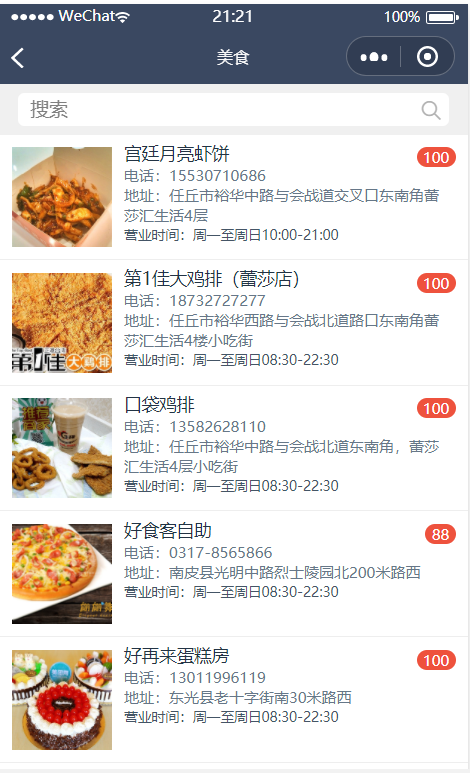 WeChat 21:21 100%
美食
搜索
宫廷月亮虾饼 100
电话：15530710686
地址：任丘市裕华中路与会战道交叉口东南角蕾
莎汇生活4层
营业时间：周一至周日10:00-21:00
第1佳大鸡排（蕾莎店） 100
电话：18732727277
地址：任丘市裕华西路与会战北道路口东南角蕾
莎汇生活4楼小吃街
营业时间：周一至周日08:30-22:30
第1佳大鸡排
口袋鸡排 100
电话：13582628110
地址：任丘市裕华中路与会战北道东南角，蕾莎
汇生活4层小吃街
营业时间：周一至周日08:30-22:30
好食客自助 88
电话：0317-8565866
地址：南皮县光明中路烈士陵园北200米路西
营业时间：周一至周日08:30-22:30
好再来蛋糕房 100
电话：13011996119
地址：东光县老十字街南30米路西
营业时间：周一至周日08:30-22:30